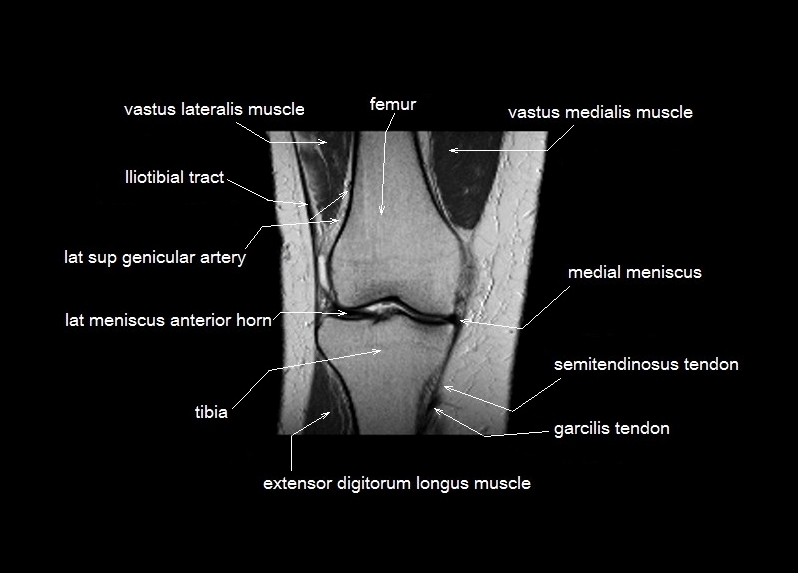 vastus lateralis muscle
femur
vastus medialis muscle
lliotibial tract
lat sup genicular artery
medial meniscus
lat meniscus anterior horn
semitendinosus tendon
tibia
garcilis tendon
extensor digitorum longus muscle